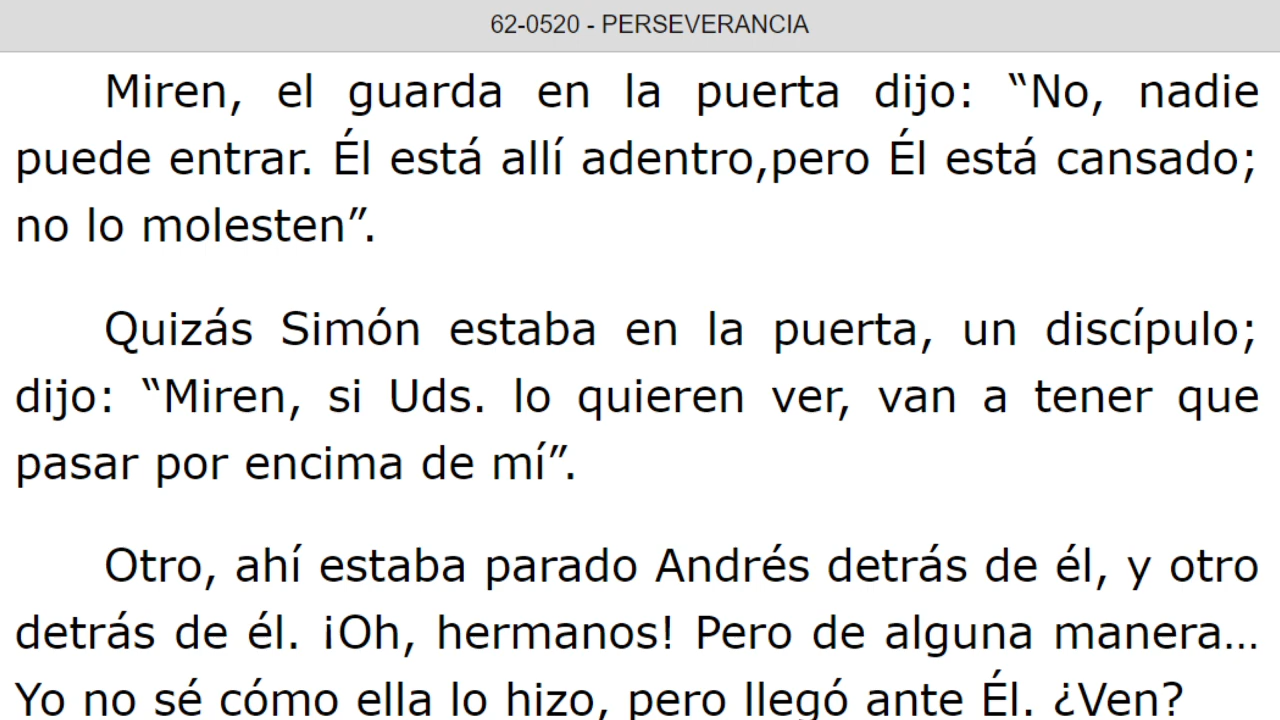 62-0520 - PERSEVERANCIA
Miren, el guarda en la puerta dijo: “No, nadie
puede entrar. Él está allí adentro,pero Él está cansado;
no lo molesten”.
Quizás Simón estaba en la puerta, un discípulo;
dijo: “Miren, si Uds. lo quieren ver, van a tener que
pasar por encima de mí”.
Otro, ahí estaba parado Andrés detrás de él, y otro
detrás de él. ¡Oh, hermanos! Pero de alguna manera…
Yo no sé cómo ella lo hizo, pero llegó ante Él. ¿Ven?